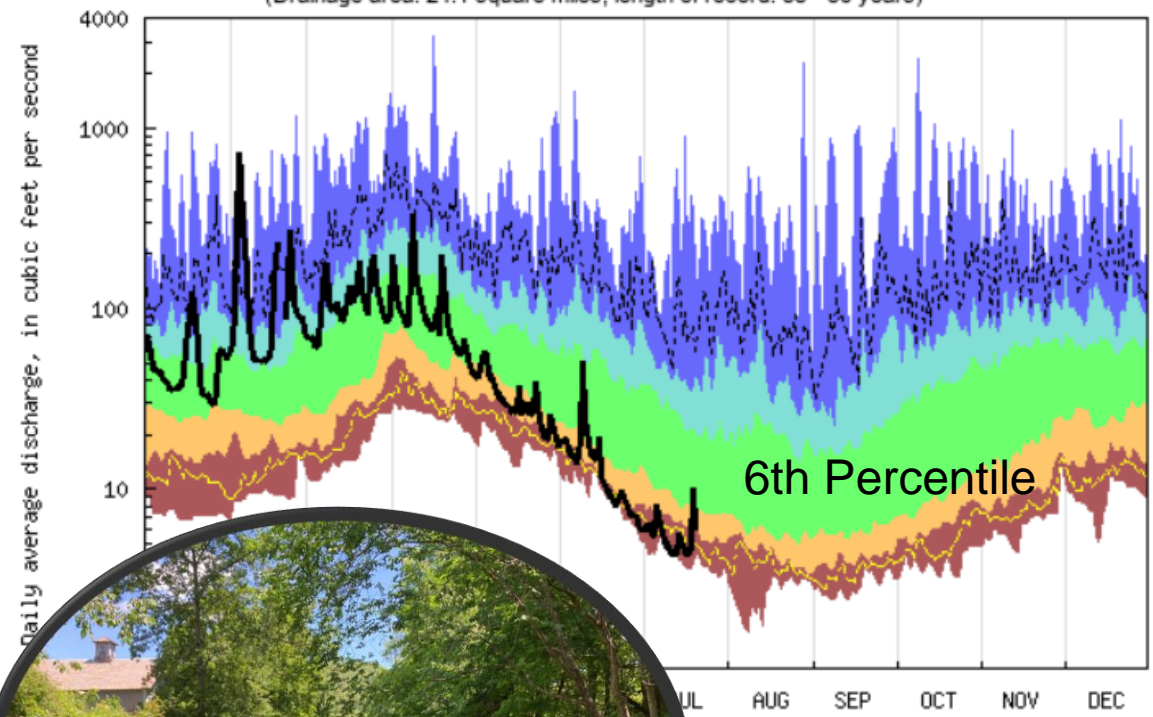 4000
1000
100
10
Daily average discharge, in cubic feet per second
6th Percentile
UL AUG SEP OCT NOV DEC